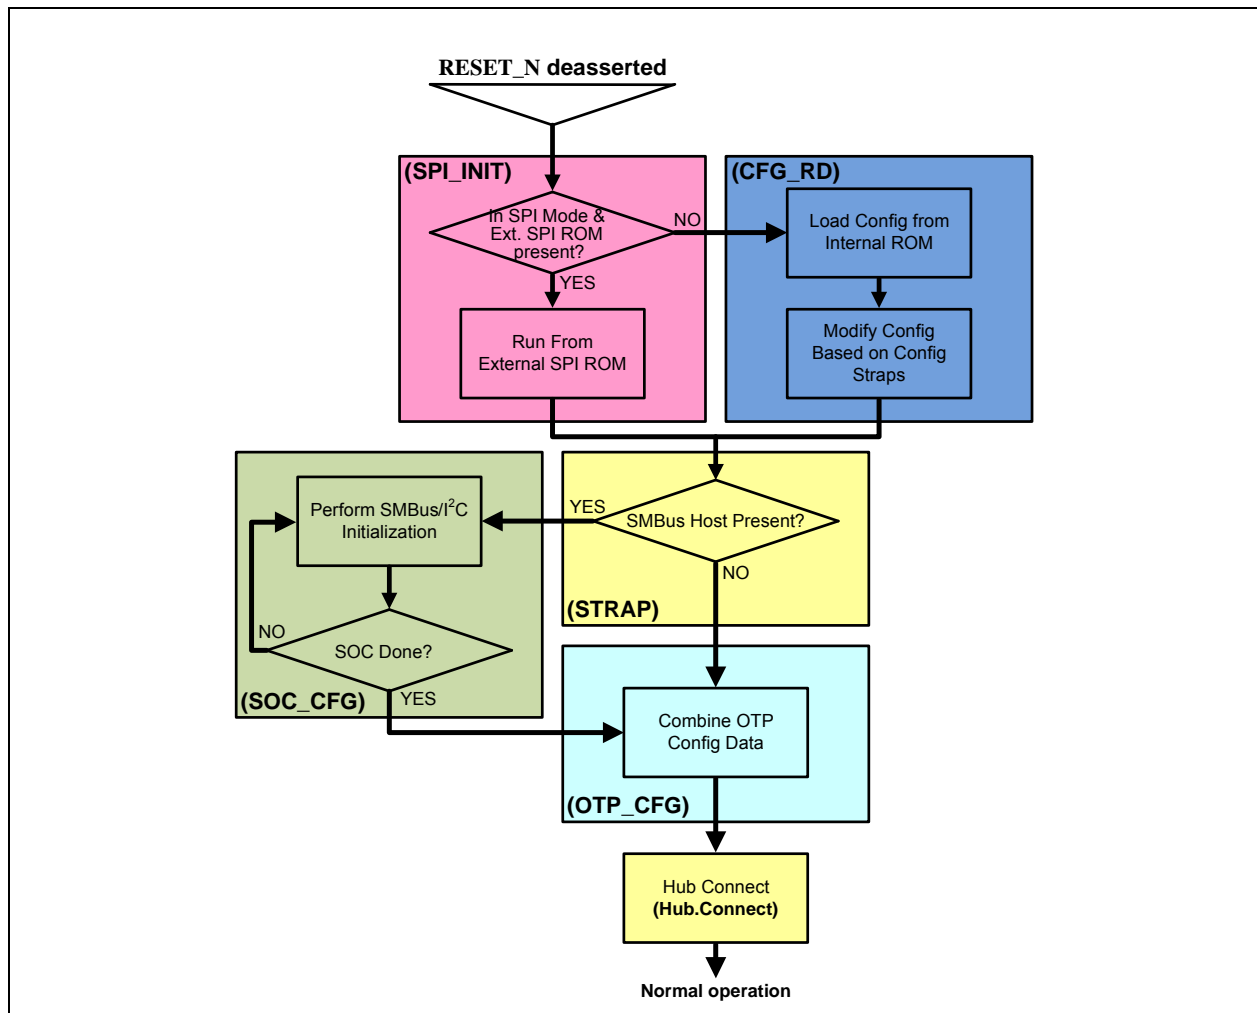 RESET_N deasserted
(SPI_INIT)
(CFG_RD)
In SPI Mode &
Ext. SPI ROM
present?
NO
YES
Load Config from
Internal ROM
Run From
External SPI ROM
Modify Config
Based on Config
Straps
Perform SMBus/I²C
Initialization
YES
SMBus Host Present?
NO
(STRAP)
NO
SOC Done?
YES
(SOC_CFG)
Combine OTP
Config Data
(OTP_CFG)
Hub Connect
(Hub.Connect)
Normal operation